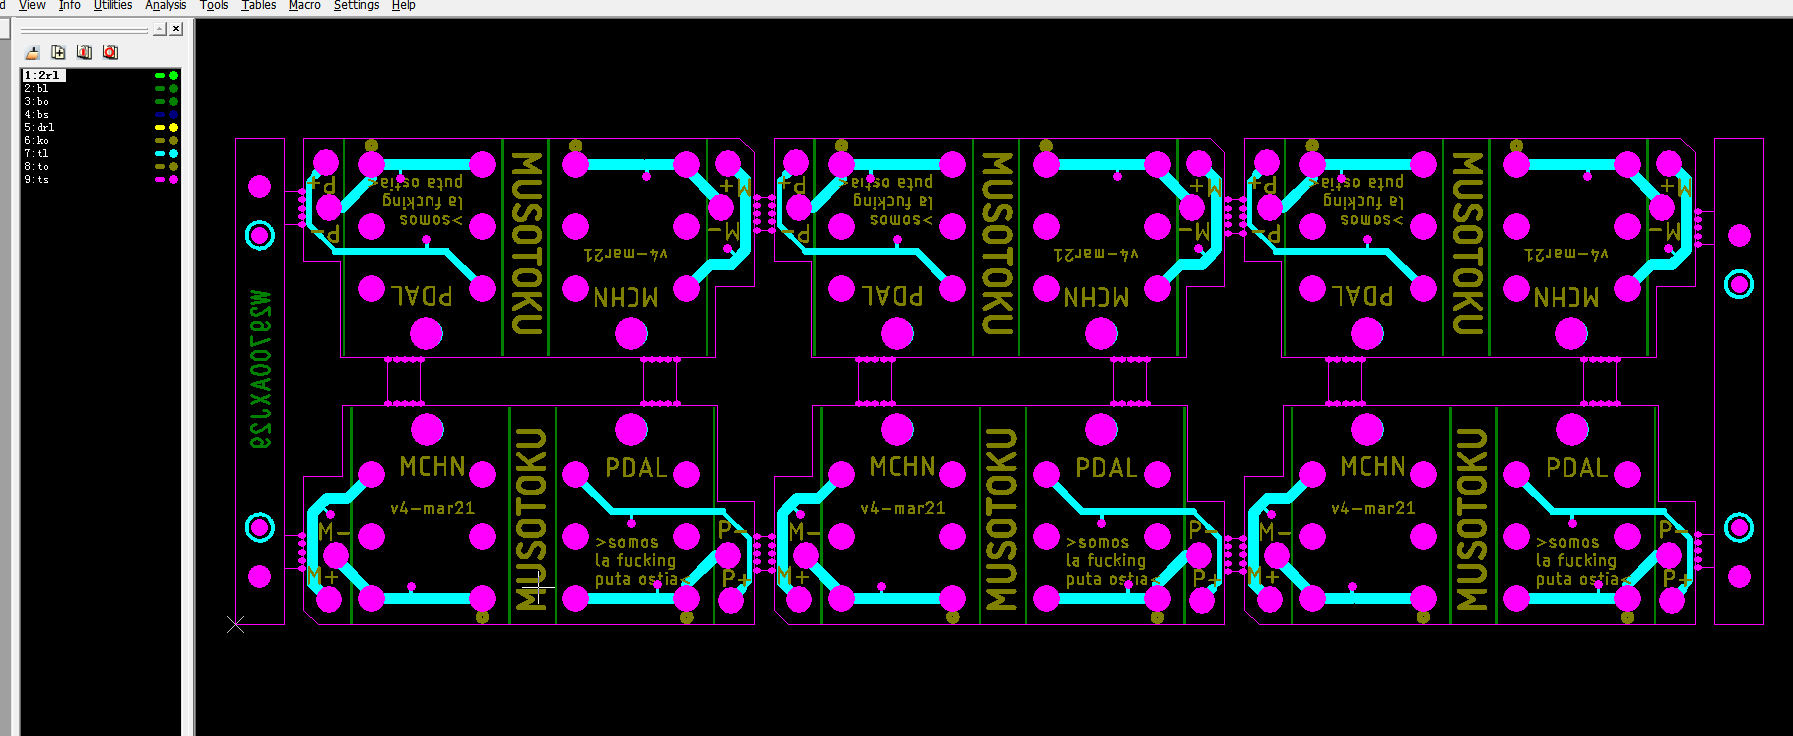 d View Info Utilities Analysis Tools Tables Macro Settings Help
1:2rl
2:bl
3:bo
4:bs
5:drl
6:ko
7:tl
8:to
9:ts
W29700AXJ29
P+
P-
>somos
la fucking
puta ostia<
PDAL
MUSOTOKU
M+
M-
v4-mar21
MCHN
P+
P-
>somos
la fucking
puta ostia<
PDAL
MUSOTOKU
M+
M-
v4-mar21
MCHN
P+
P-
>somos
la fucking
puta ostia<
PDAL
MUSOTOKU
M+
M-
v4-mar21
MCHN
MCHN
v4-mar21
M-
M+
MUSOTOKU
PDAL
P-
>somos
la fucking
puta ostia<
P+
MCHN
v4-mar21
M-
M+
MUSOTOKU
PDAL
P-
>somos
la fucking
puta ostia<
P+
MCHN
v4-mar21
M-
M+
MUSOTOKU
PDAL
P-
>somos
la fucking
puta ostia<
P+